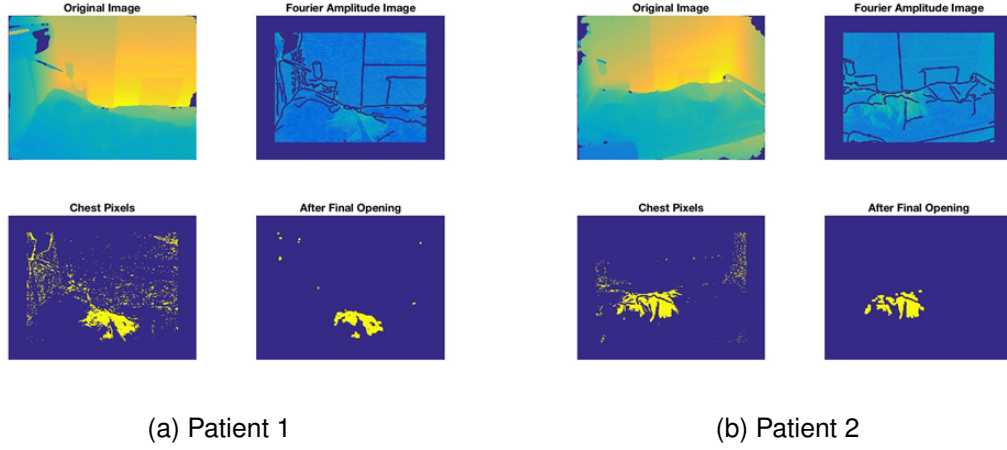 Original Image
Fourier Amplitude Image
Chest Pixels
After Final Opening
(a) Patient 1
Original Image
Fourier Amplitude Image
Chest Pixels
After Final Opening
(b) Patient 2